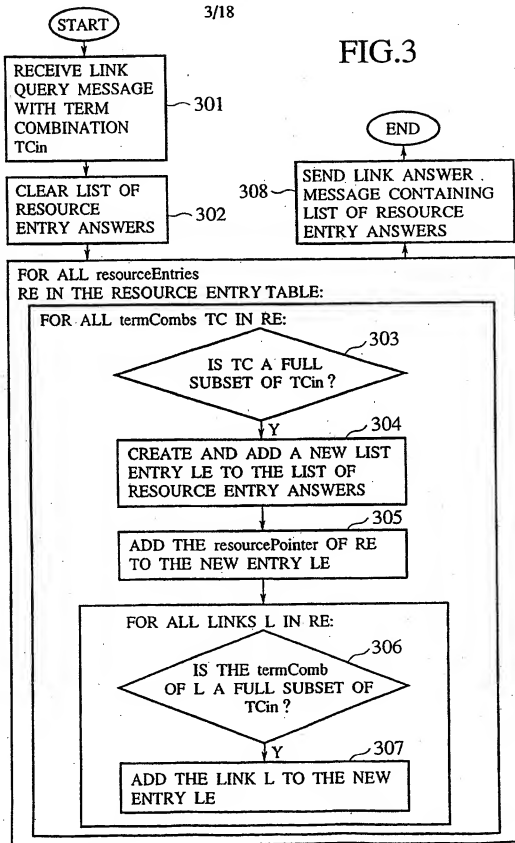 3/18
FIG.3
START
RECEIVE LINK
QUERY MESSAGE
WITH TERM
COMBINATION
TCin
301
CLEAR LIST OF
RESOURCE
ENTRY ANSWERS
302
END
308
SEND LINK ANSWER
MESSAGE CONTAINING
LIST OF RESOURCE
ENTRY ANSWERS
FOR ALL resourceEntries
RE IN THE RESOURCE ENTRY TABLE:
FOR ALL termCombs TC IN RE:
303
IS TC A FULL
SUBSET OF TCin?
Y
304
CREATE AND ADD A NEW LIST
ENTRY LE TO THE LIST OF
RESOURCE ENTRY ANSWERS
305
ADD THE resourcePointer OF RE
TO THE NEW ENTRY LE
FOR ALL LINKS L IN RE:
306
IS THE termComb
OF L A FULL SUBSET OF
TCin?
Y
307
ADD THE LINK L TO THE NEW
ENTRY LE